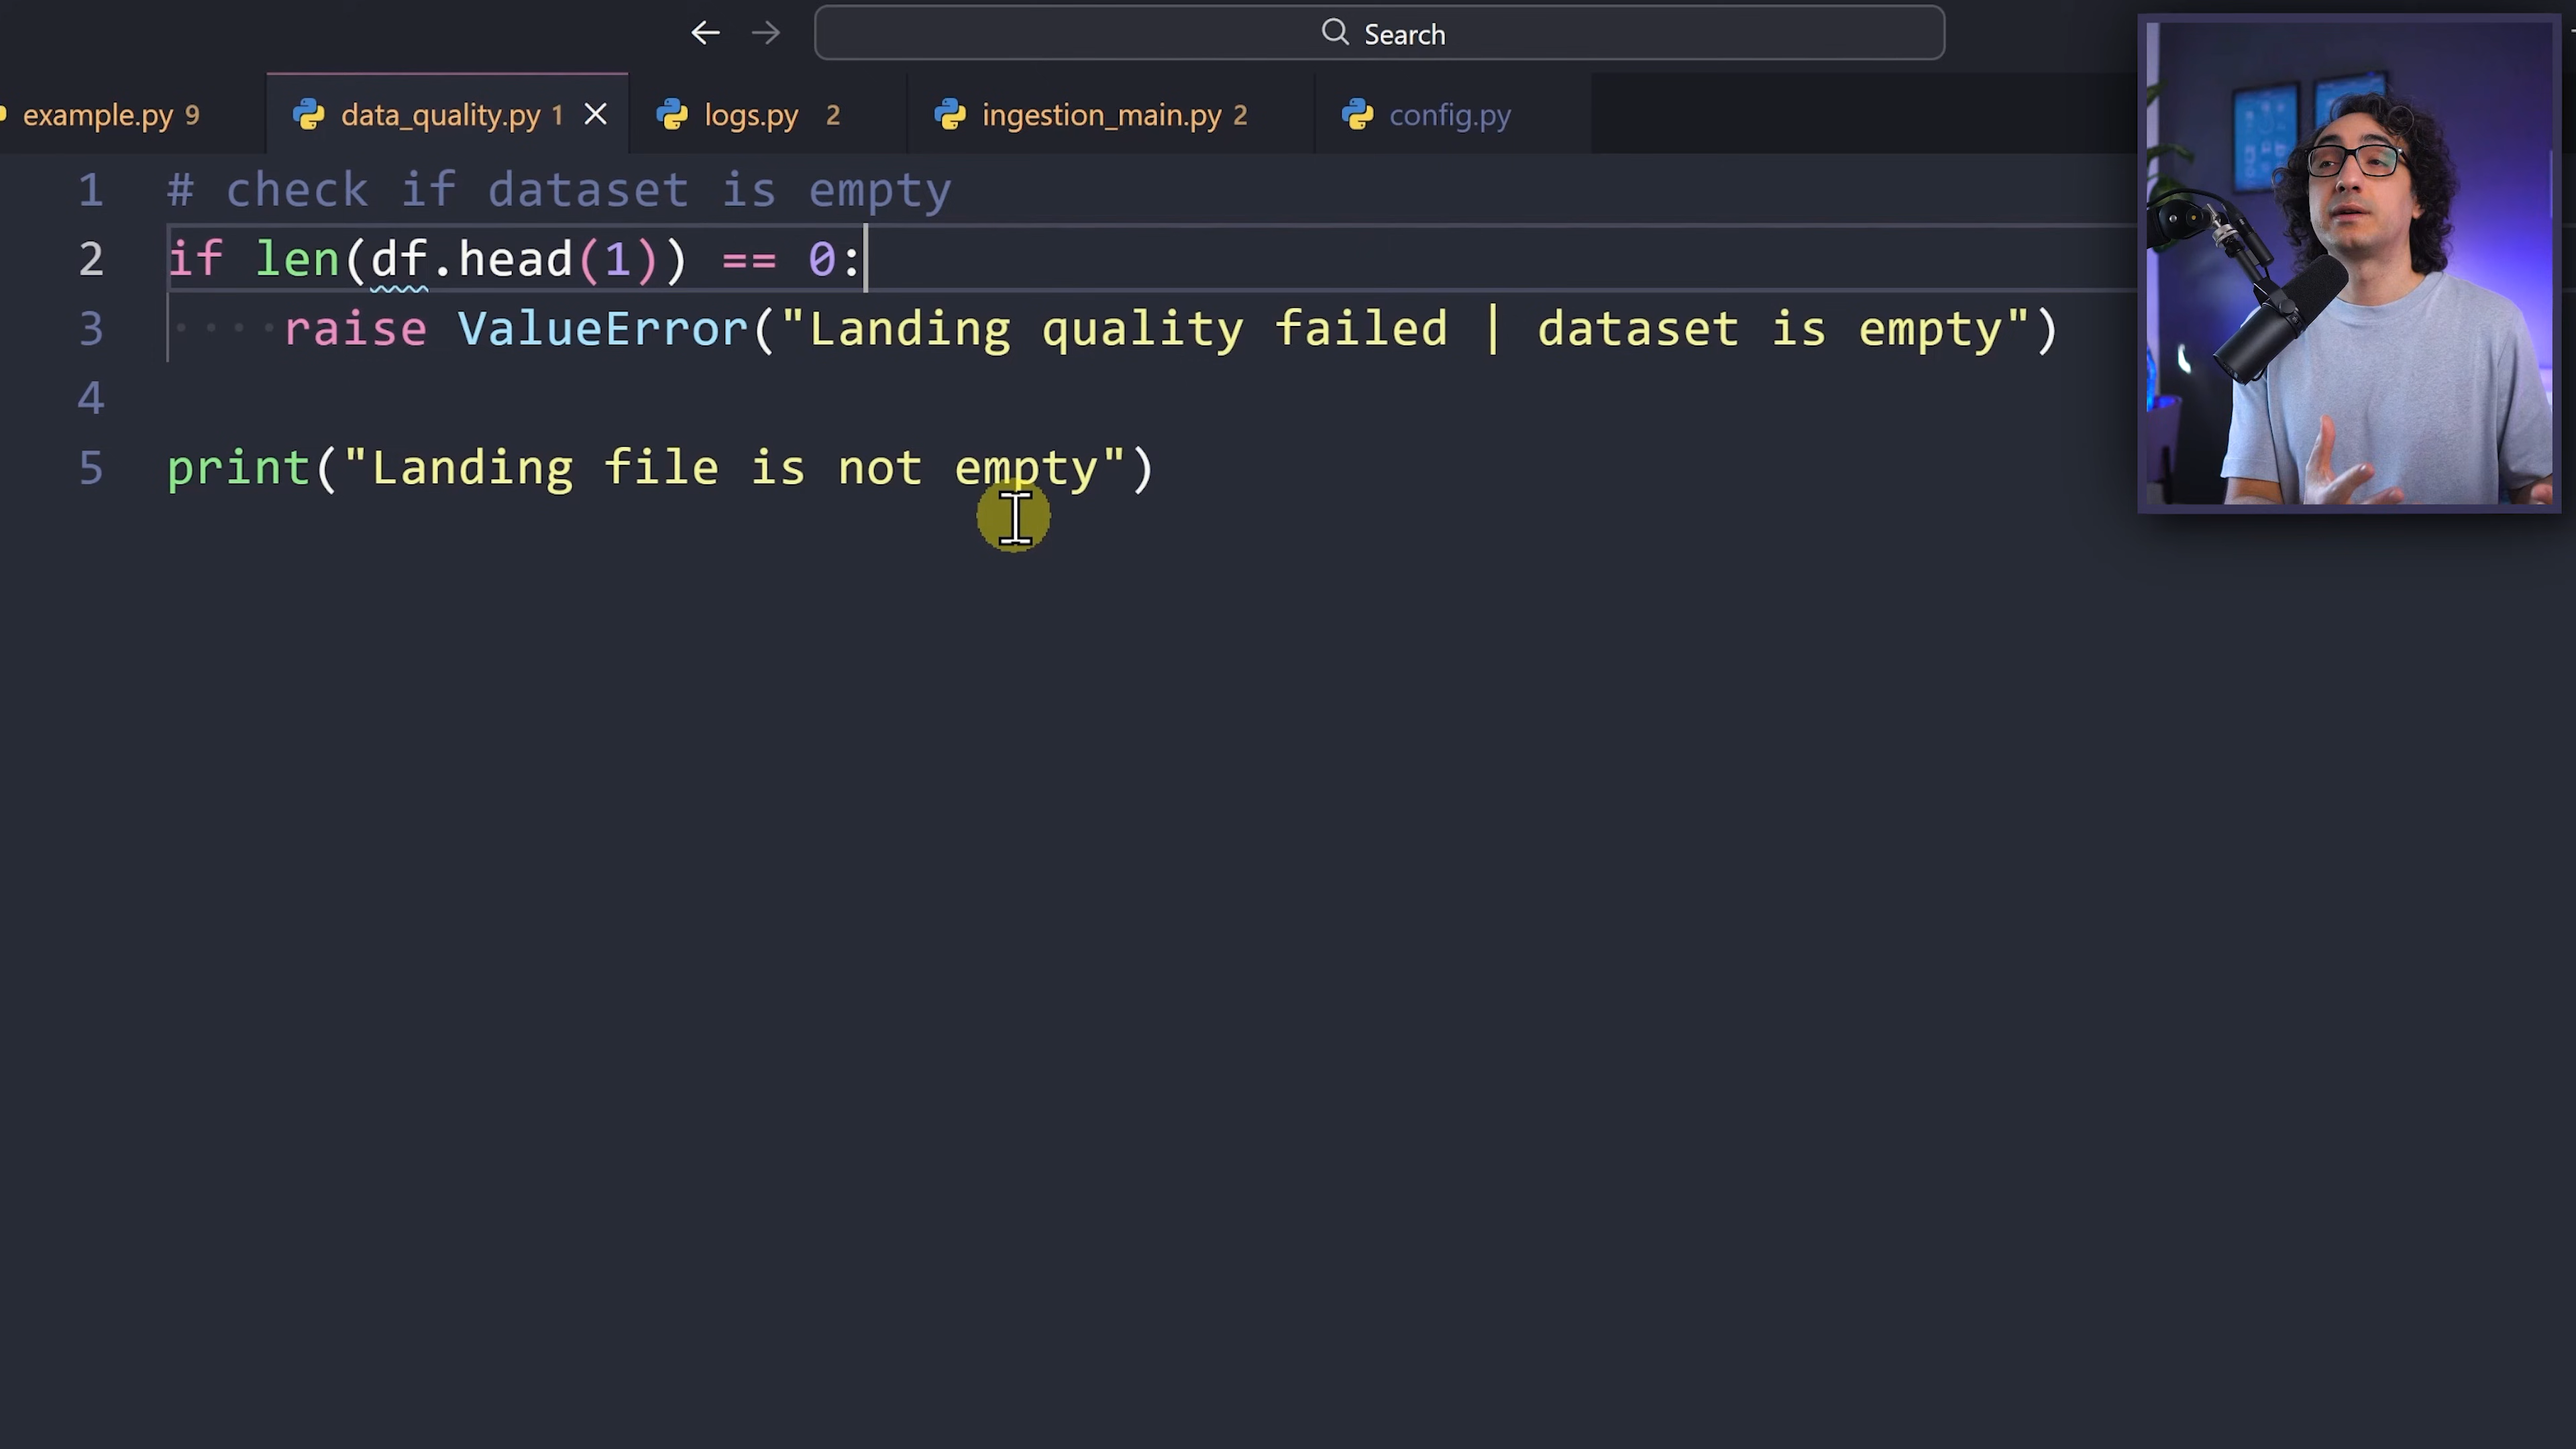 Search
example.py 9
data_quality.py 1
logs.py 2
ingestion_main.py 2
config.py
1 # check if dataset is empty
2 if len(df.head(1)) == 0:
3 ····raise ValueError("Landing quality failed | dataset is empty")
4
5 print("Landing file is not empty")